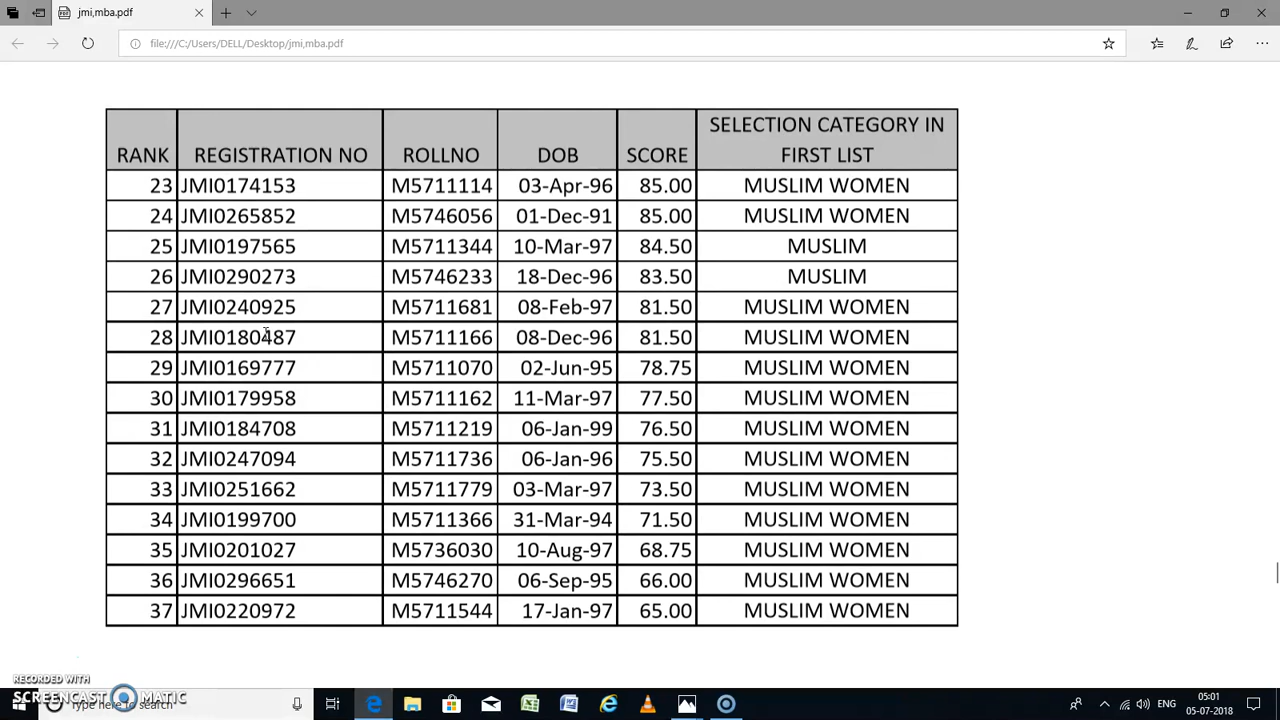 jmi,mba.pdf
file:///C:/Users/DELL/Desktop/jmi,mba.pdf
RANK REGISTRATION NO ROLLNO DOB SCORE SELECTION CATEGORY IN FIRST LIST
23 JMI0174153 M5711114 03-Apr-96 85.00 MUSLIM WOMEN
24 JMI0265852 M5746056 01-Dec-91 85.00 MUSLIM WOMEN
25 JMI0197565 M5711344 10-Mar-97 84.50 MUSLIM
26 JMI0290273 M5746233 18-Dec-96 83.50 MUSLIM
27 JMI0240925 M5711681 08-Feb-97 81.50 MUSLIM WOMEN
28 JMI0180487 M5711166 08-Dec-96 81.50 MUSLIM WOMEN
29 JMI0169777 M5711070 02-Jun-95 78.75 MUSLIM WOMEN
30 JMI0179958 M5711162 11-Mar-97 77.50 MUSLIM WOMEN
31 JMI0184708 M5711219 06-Jan-99 76.50 MUSLIM WOMEN
32 JMI0247094 M5711736 06-Jan-96 75.50 MUSLIM WOMEN
33 JMI0251662 M5711779 03-Mar-97 73.50 MUSLIM WOMEN
34 JMI0199700 M5711366 31-Mar-94 71.50 MUSLIM WOMEN
35 JMI0201027 M5736030 10-Aug-97 68.75 MUSLIM WOMEN
36 JMI0296651 M5746270 06-Sep-95 66.00 MUSLIM WOMEN
37 JMI0220972 M5711544 17-Jan-97 65.00 MUSLIM WOMEN
RECORDED WITH
SCREENCAST MATIC
Type here to search
ENG
05:01
05-07-2018